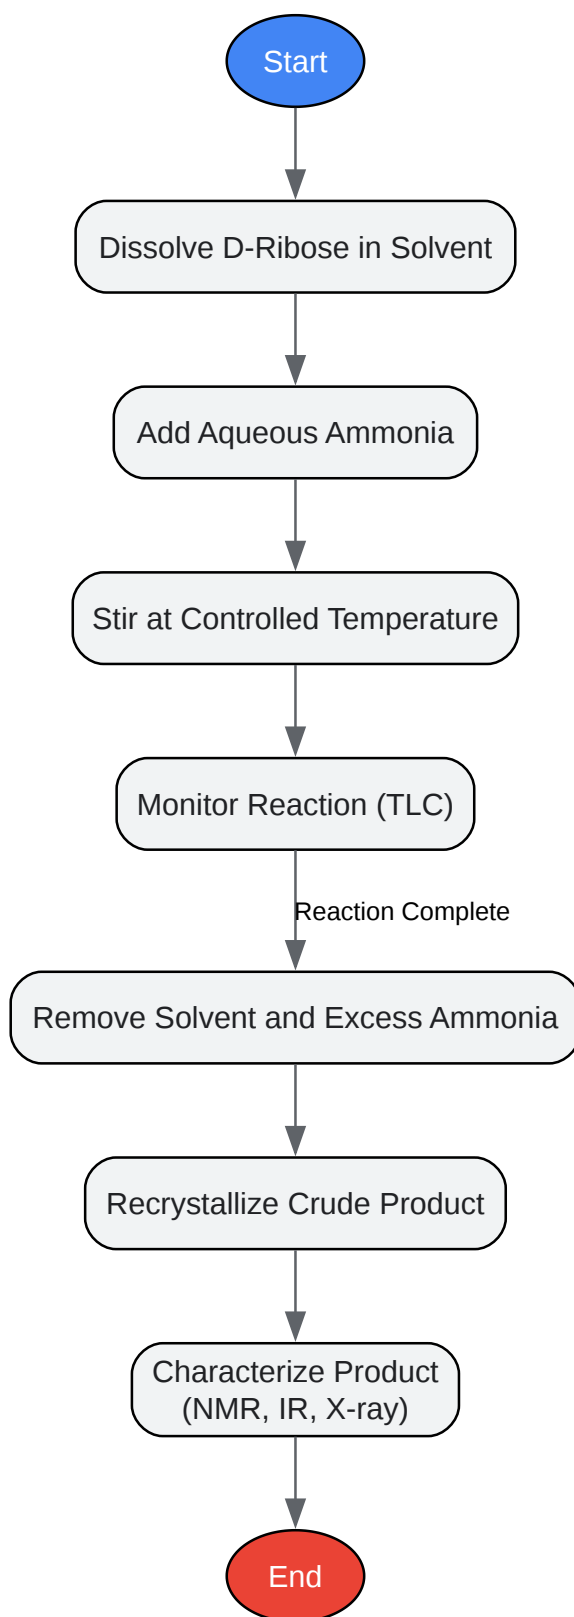 Start
Dissolve D-Ribose in Solvent
Add Aqueous Ammonia
Stir at Controlled Temperature
Monitor Reaction (TLC)
Reaction Complete
Remove Solvent and Excess Ammonia
Recrystallize Crude Product
Characterize Product
(NMR, IR, X-ray)
End